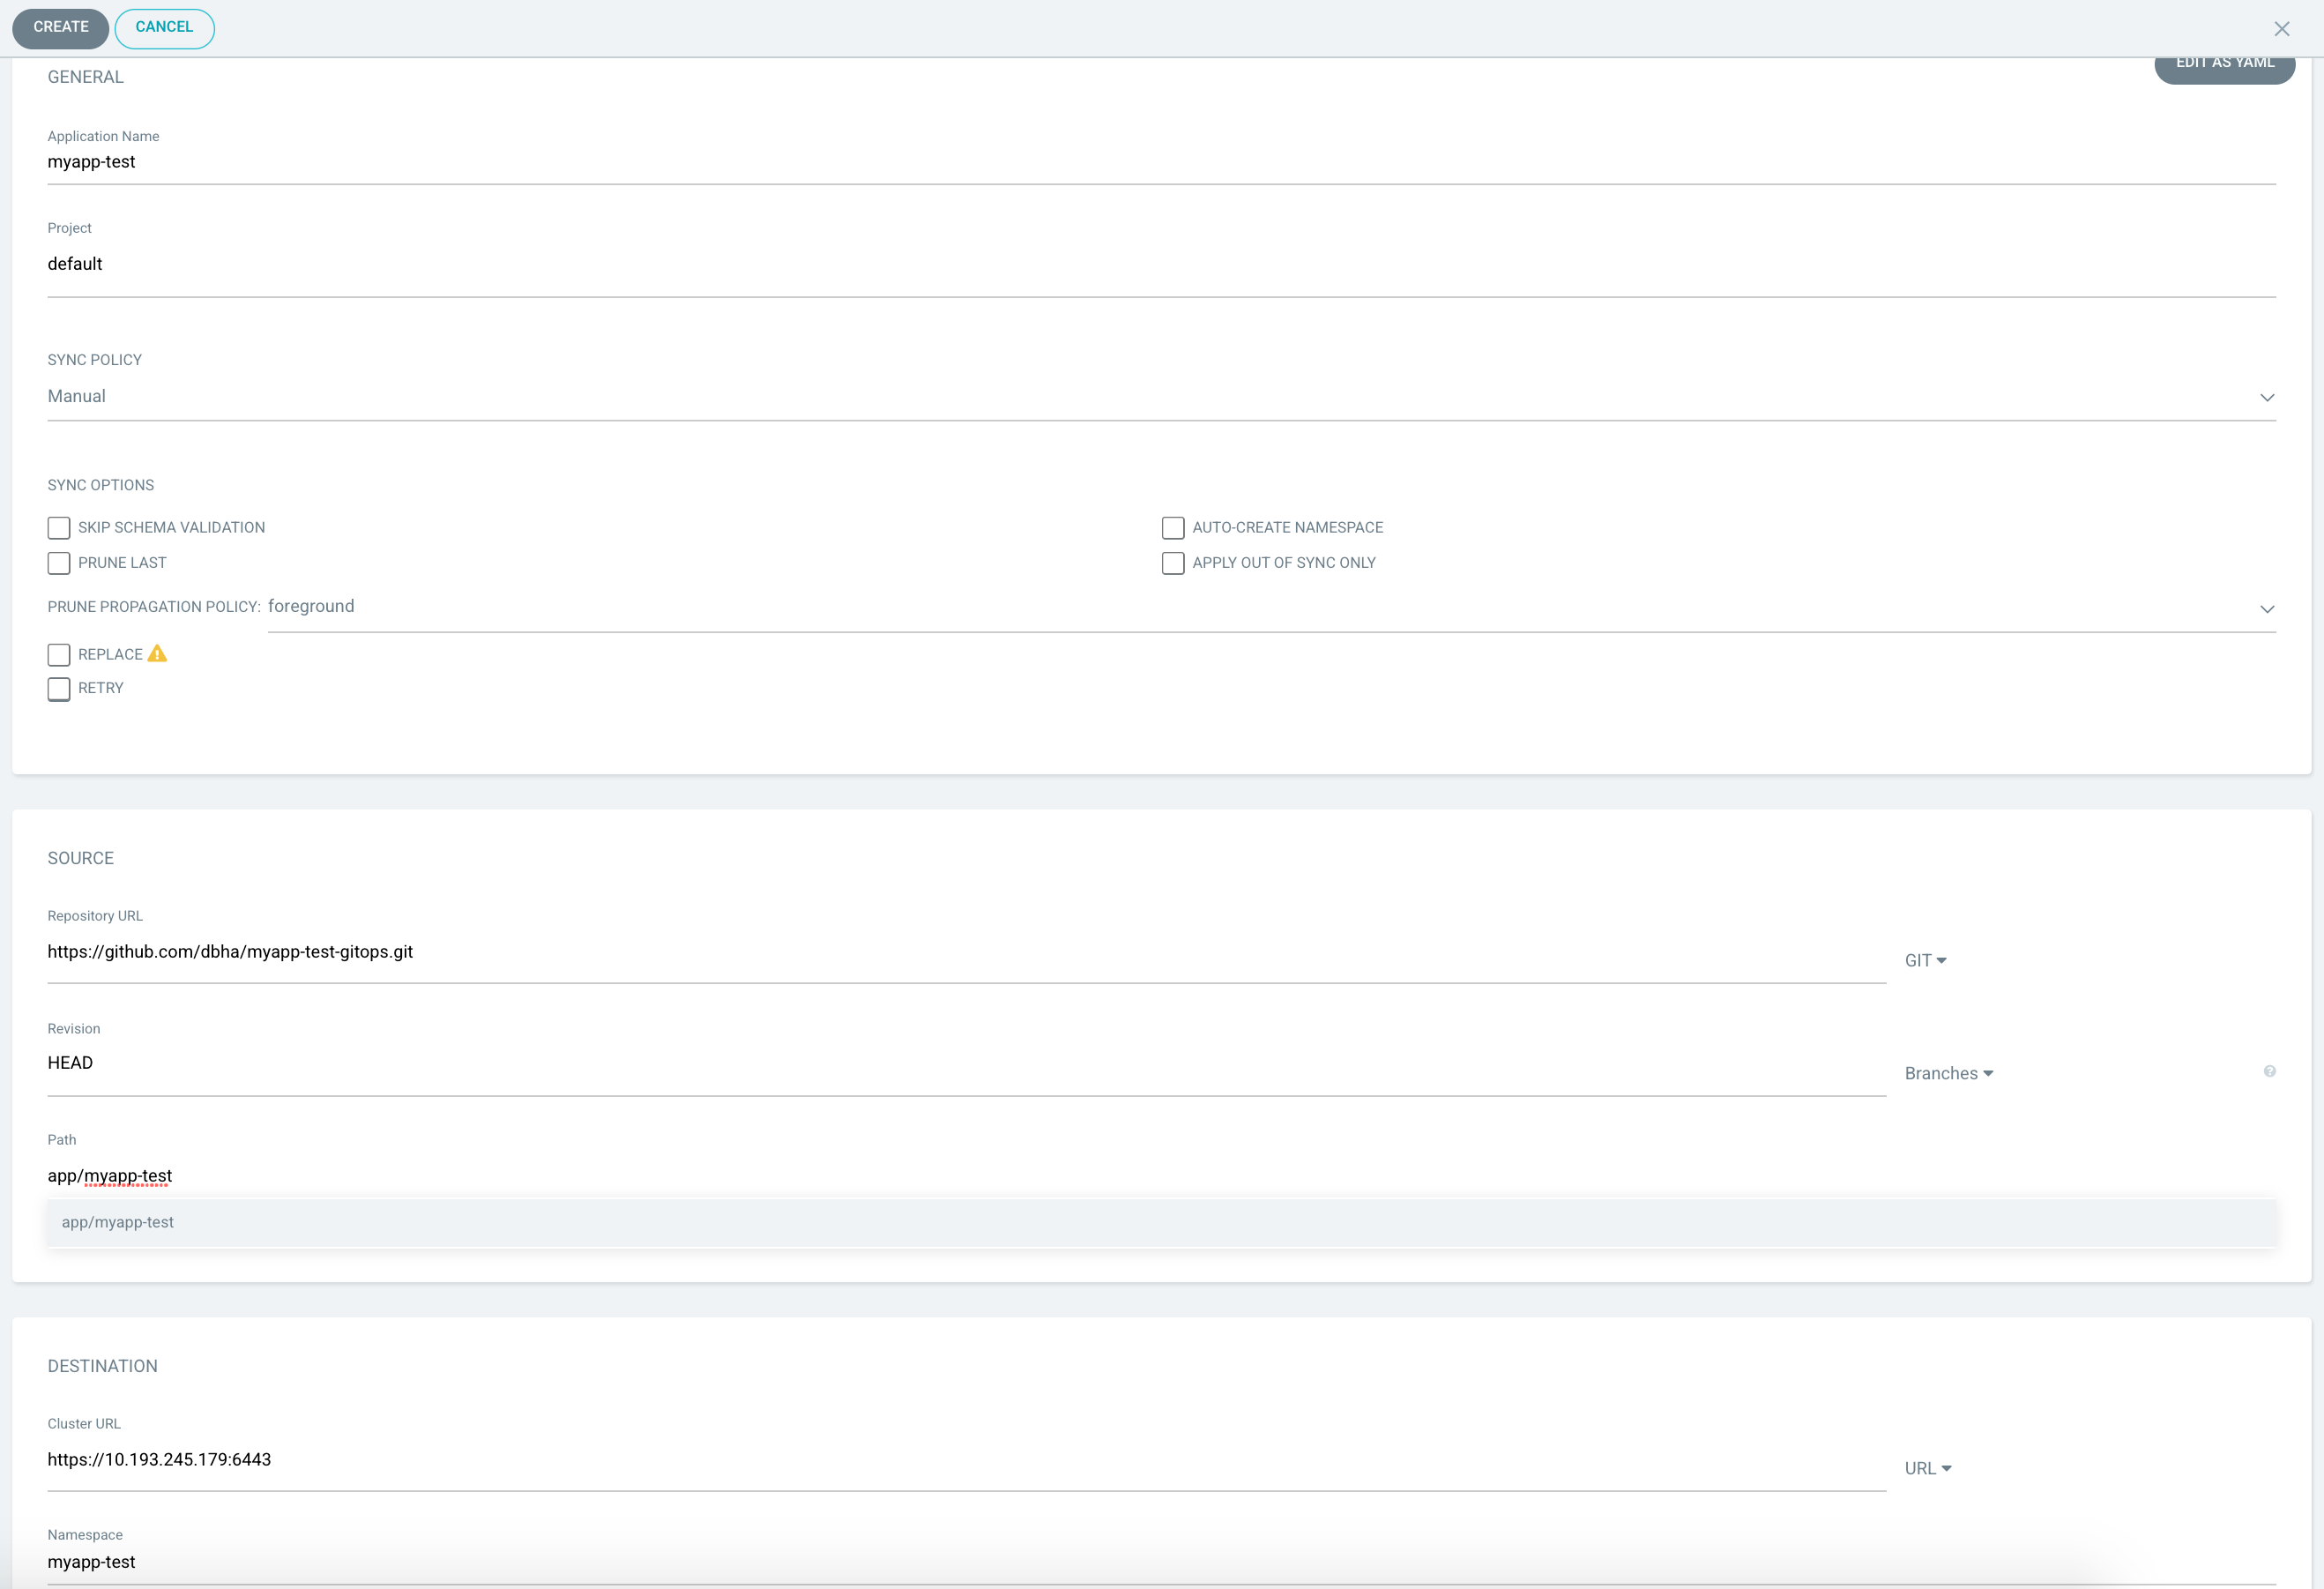 CREATE CANCEL
GENERAL EDIT AS YAML
Application Name
myapp-test
Project
default
SYNC POLICY
Manual
SYNC OPTIONS
SKIP SCHEMA VALIDATION AUTO-CREATE NAMESPACE
PRUNE LAST APPLY OUT OF SYNC ONLY
PRUNE PROPAGATION POLICY: foreground
REPLACE
RETRY
SOURCE
Repository URL
https://github.com/dbha/myapp-test-gitops.git GIT
Revision
HEAD Branches
Path
app/myapp-test
app/myapp-test
DESTINATION
Cluster URL
https://10.193.245.179:6443 URL
Namespace
myapp-test